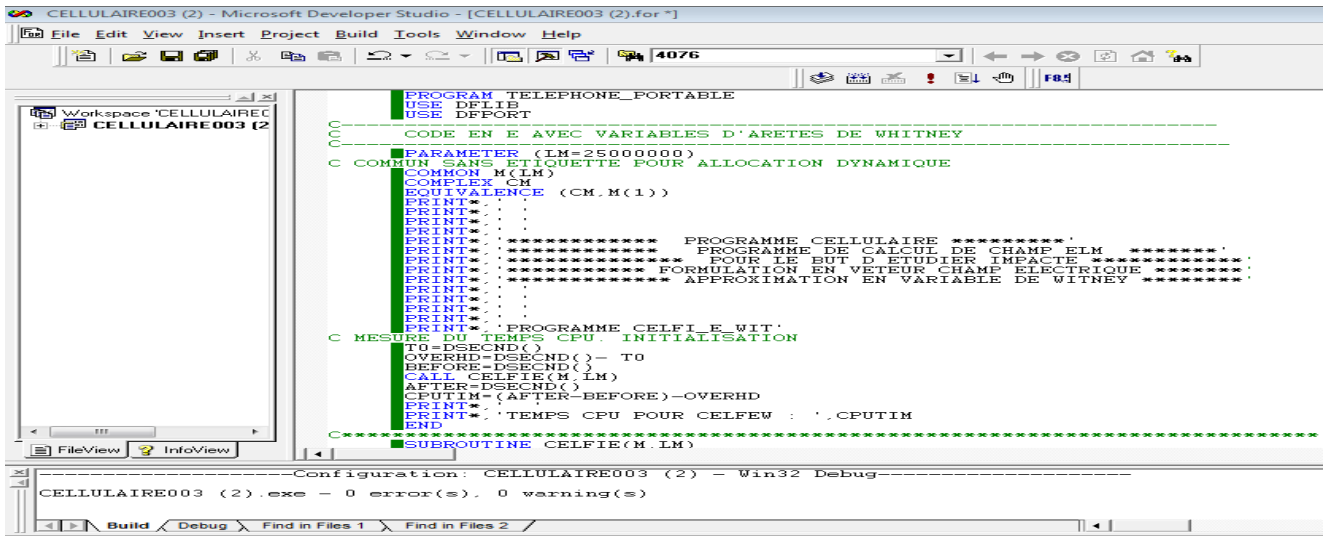 CELLULAIRE003 (2) - Microsoft Developer Studio - [CELLULAIRE003 (2).for *]
File Edit View Insert Project Build Tools Window Help
4076
Workspace 'CELLULAIREC
CELLULAIRE003 (2
PROGRAM TELEPHONE_PORTABLE
USE DFLIB
USE DFPORT
C------------------------------------------------------------
C CODE EN E AVEC VARIABLES D'ARETES DE WHITNEY
C------------------------------------------------------------
PARAMETER (LM=25000000)
C COMMUN SANS ETIQUETTE POUR ALLOCATION DYNAMIQUE
COMMON M(LM)
COMPLEX CM
EQUIVALENCE (CM,M(1))
PRINT*,' '
PRINT*,' '
PRINT*,' '
PRINT*,' '
PRINT*,'************ PROGRAMME CELLULAIRE *********'
PRINT*,'************ PROGRAMME DE CALCUL DE CHAMP ELM *******'
PRINT*,'************** POUR LE BUT D ETUDIER IMPACTE ************'
PRINT*,'*********** FORMULATION EN VETEUR CHAMP ELECTRIQUE *******'
PRINT*,'************* APPROXIMATION EN VARIABLE DE WITNEY ********'
PRINT*,' '
PRINT*,' '
PRINT*,' '
PRINT*,'PROGRAMME CELFI_E_WIT'
C MESURE DU TEMPS CPU. INITIALISATION
T0=DSECND()
OVERHD=DSECND()- T0
BEFORE=DSECND()
CALL CELFIE(M,LM)
AFTER=DSECND()
CPUTIM=(AFTER-BEFORE)-OVERHD
PRINT*,' '
PRINT*,'TEMPS CPU POUR CELFEW : ',CPUTIM
END
C************************************************************
SUBROUTINE CELFIE(M,LM)
FileView InfoView
--------------------Configuration: CELLULAIRE003 (2) - Win32 Debug--------------------
CELLULAIRE003 (2).exe - 0 error(s), 0 warning(s)
Build Debug Find in Files 1 Find in Files 2